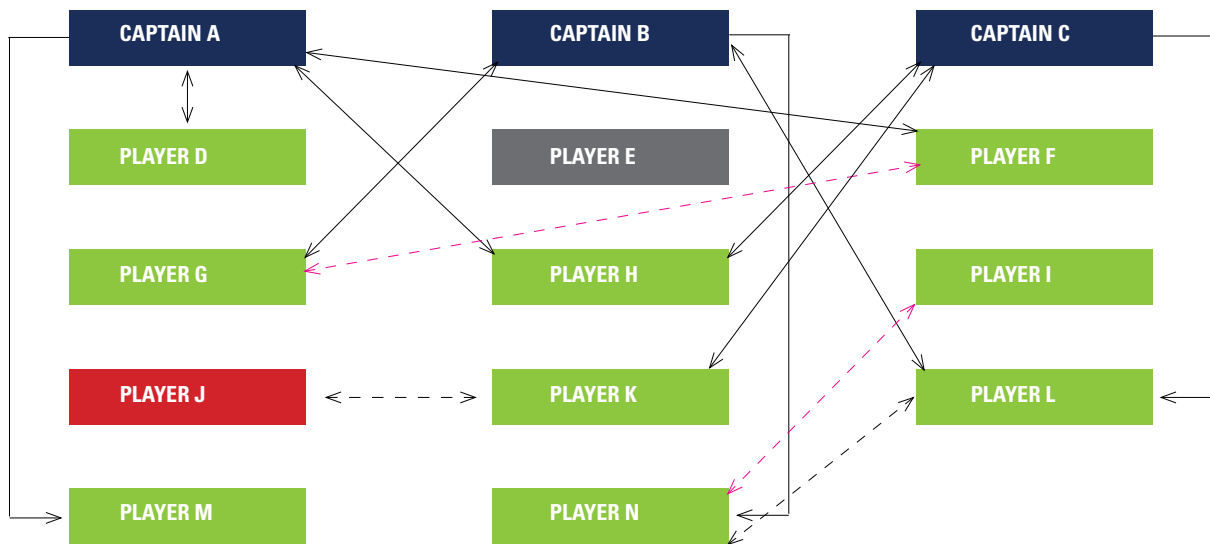 CAPTAIN A
CAPTAIN B
CAPTAIN C
PLAYER D
PLAYER E
PLAYER F
PLAYER G
PLAYER H
PLAYER I
PLAYER J
PLAYER K
PLAYER L
PLAYER M
PLAYER N